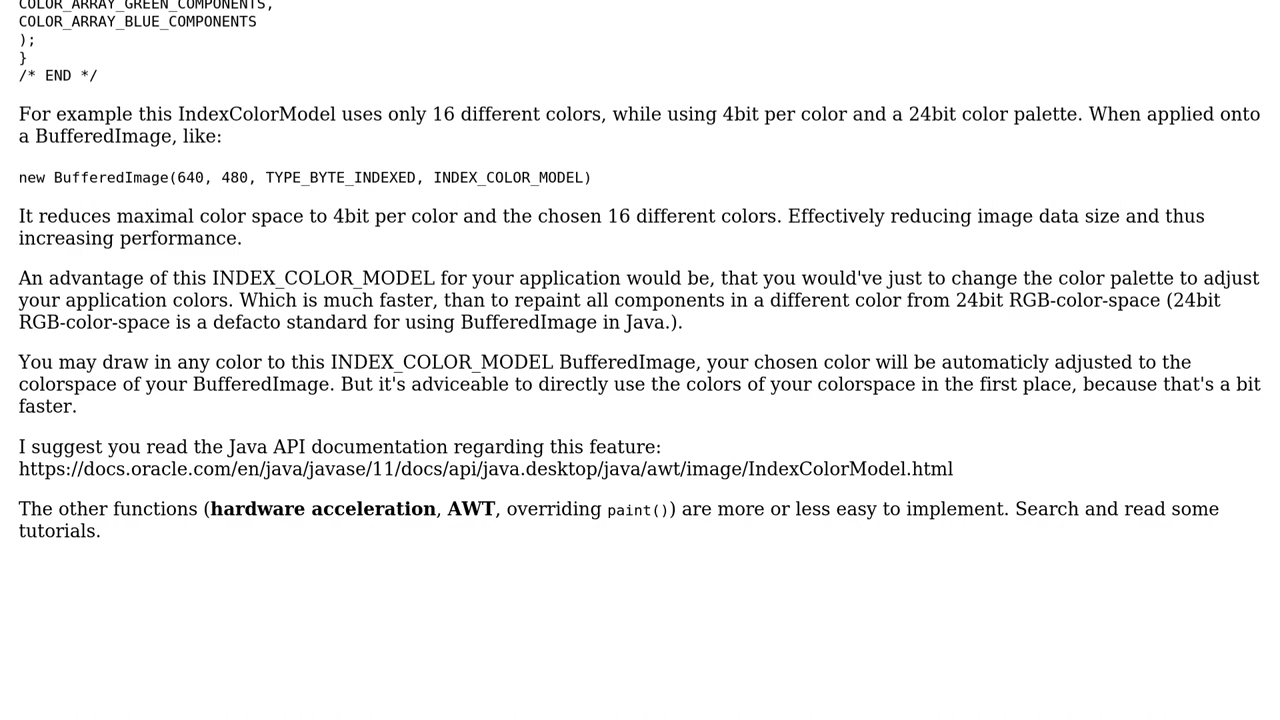 COLOR_ARRAY_GREEN_COMPONENTS,
COLOR_ARRAY_BLUE_COMPONENTS
);
}
/* END */
For example this IndexColorModel uses only 16 different colors, while using 4bit per color and a 24bit color palette. When applied onto
a BufferedImage, like:
new BufferedImage(640, 480, TYPE_BYTE_INDEXED, INDEX_COLOR_MODEL)
It reduces maximal color space to 4bit per color and the chosen 16 different colors. Effectively reducing image data size and thus
increasing performance.
An advantage of this INDEX_COLOR_MODEL for your application would be, that you would've just to change the color palette to adjust
your application colors. Which is much faster, than to repaint all components in a different color from 24bit RGB-color-space (24bit
RGB-color-space is a defacto standard for using BufferedImage in Java.).
You may draw in any color to this INDEX_COLOR_MODEL BufferedImage, your chosen color will be automaticly adjusted to the
colorspace of your BufferedImage. But it's adviceable to directly use the colors of your colorspace in the first place, because that's a bit
faster.
I suggest you read the Java API documentation regarding this feature:
https://docs.oracle.com/en/java/javase/11/docs/api/java.desktop/java/awt/image/IndexColorModel.html
The other functions (hardware acceleration, AWT, overriding paint()) are more or less easy to implement. Search and read some
tutorials.